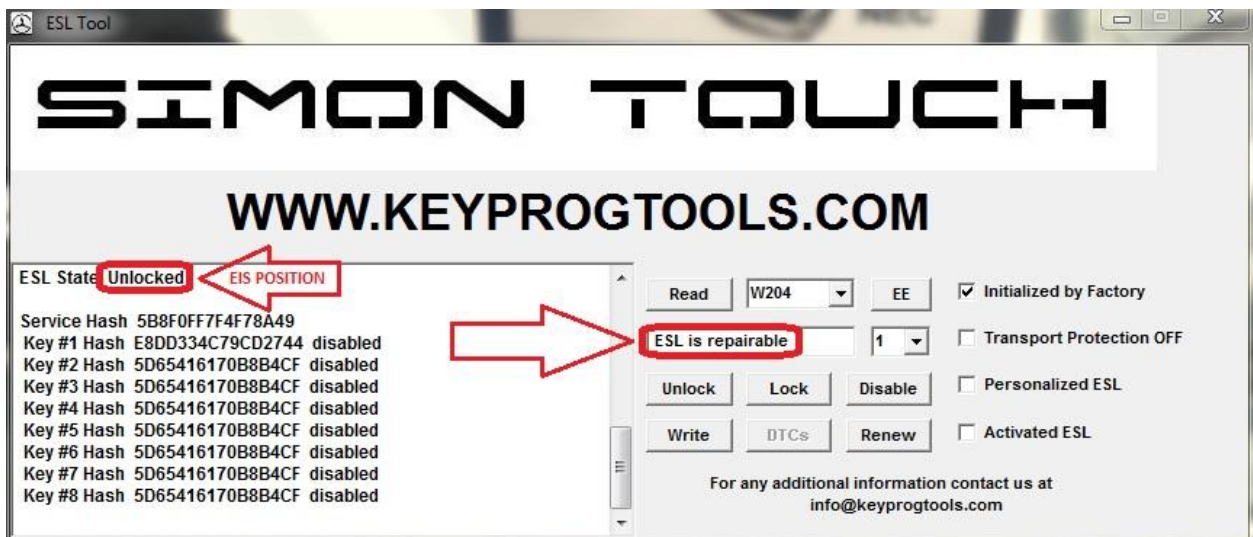 NEC
ESL Tool
SIMON TOUCH
WWW.KEYPROGTOOLS.COM
ESL State Unlocked
EIS POSITION
Service Hash 5B8F0FF7F4F78A49
Key #1 Hash E8DD334C79CD2744 disabled
Key #2 Hash 5D65416170B8B4CF disabled
Key #3 Hash 5D65416170B8B4CF disabled
Key #4 Hash 5D65416170B8B4CF disabled
Key #5 Hash 5D65416170B8B4CF disabled
Key #6 Hash 5D65416170B8B4CF disabled
Key #7 Hash 5D65416170B8B4CF disabled
Key #8 Hash 5D65416170B8B4CF disabled
Read W204 EE Initialized by Factory
ESL is repairable 1 Transport Protection OFF
Unlock Lock Disable Personalized ESL
Write DTCs Renew Activated ESL
For any additional information contact us at
info@keyprogtools.com